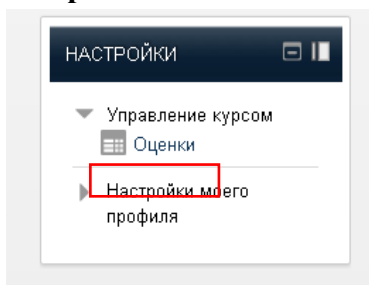 НАСТРОЙКИ
Управление курсом
Оценки
Настройки моего
профиля